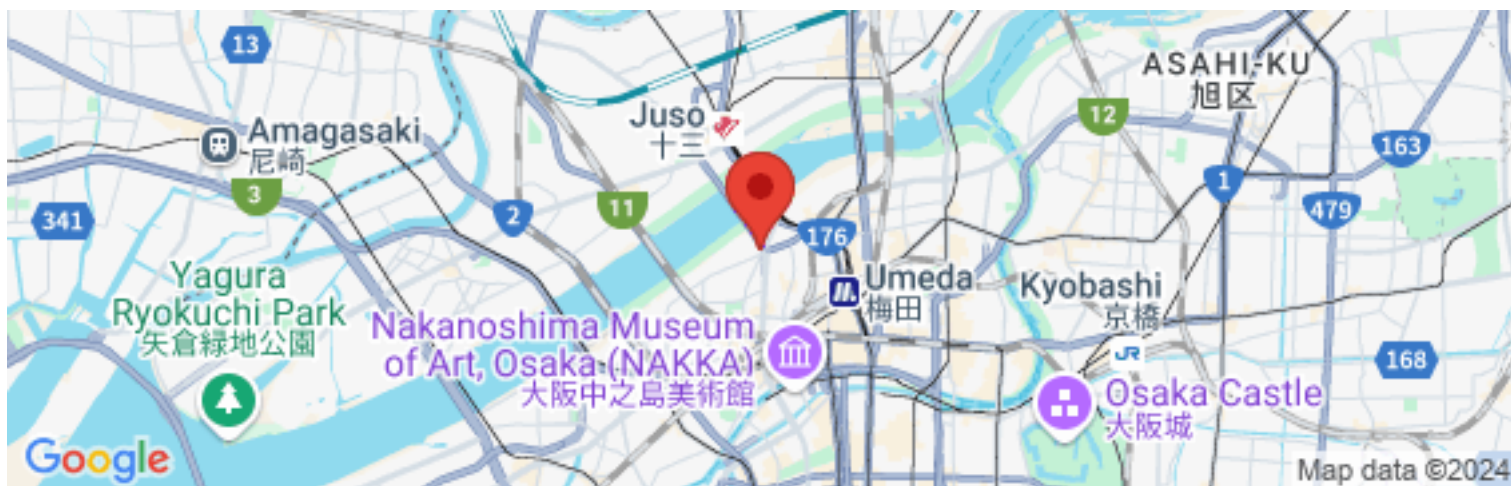 13
ASAHI-KU
旭区
Juso
十三
12
Amagasaki
尼崎
163
3
2
11
1
479
341
176
Yagura
Ryokuchi Park
矢倉緑地公園
Umeda
梅田
Kyobashi
京橋
Nakanoshima Museum
of Art, Osaka (NAKKA)
大阪中之島美術館
JR
168
Osaka Castle
大阪城
Google
Map data ©2024